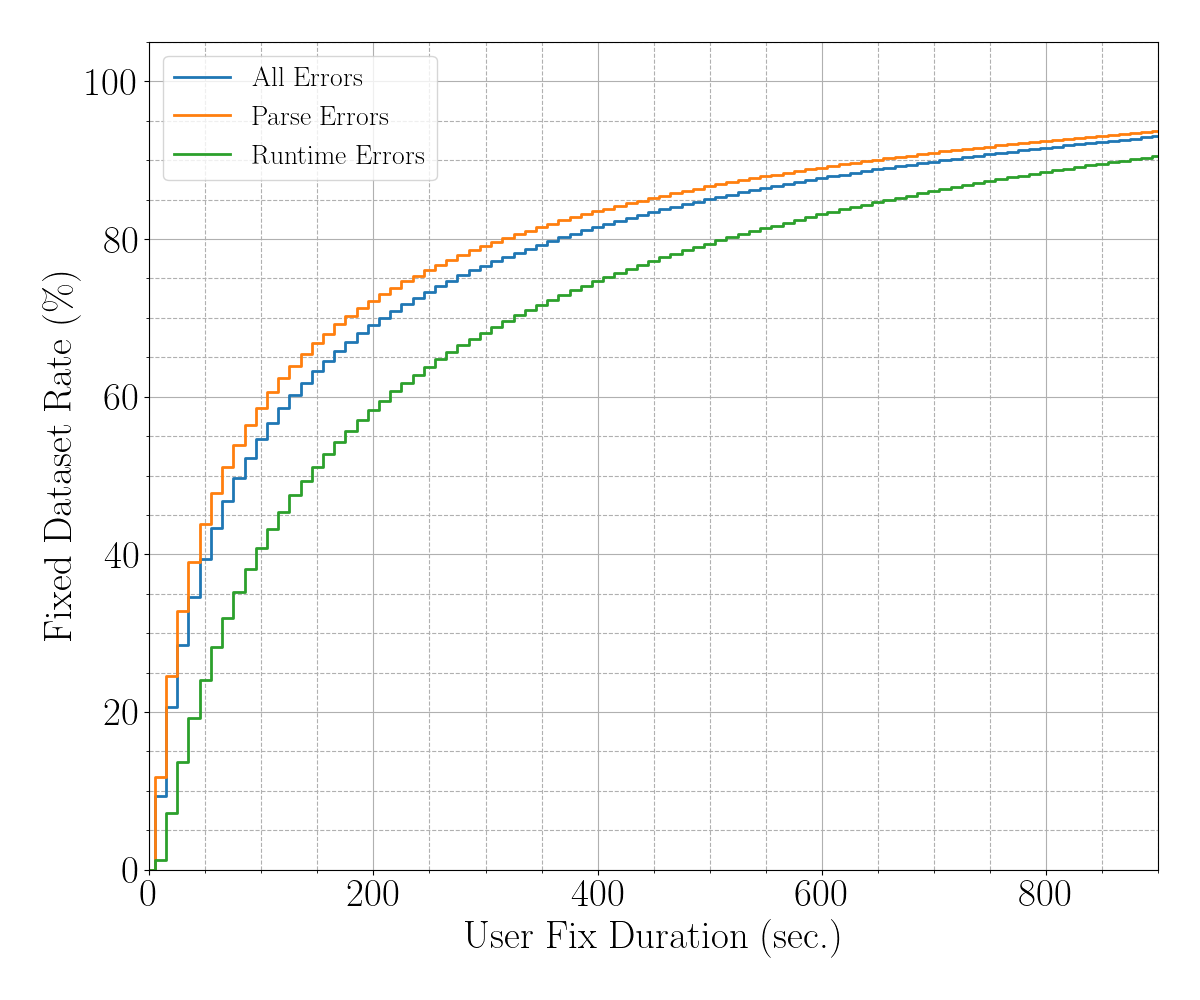 All Errors
Parse Errors
Runtime Errors
100
80
60
40
20
0
Fixed Dataset Rate (%)
0 200 400 600 800
User Fix Duration (sec.)